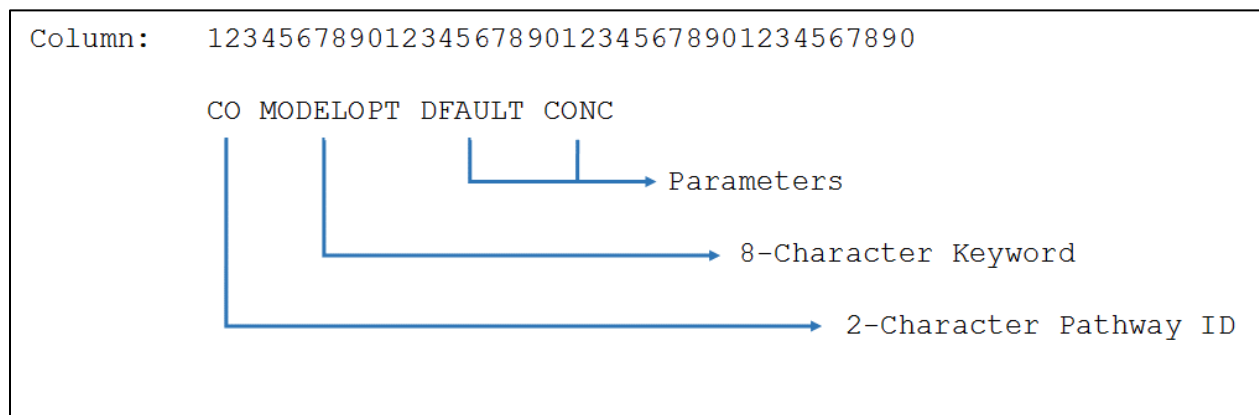 Column: 1234567890123456789012345678901234567890
CO MODELOPT DFAULT CONC
Parameters
8-Character Keyword
2-Character Pathway ID